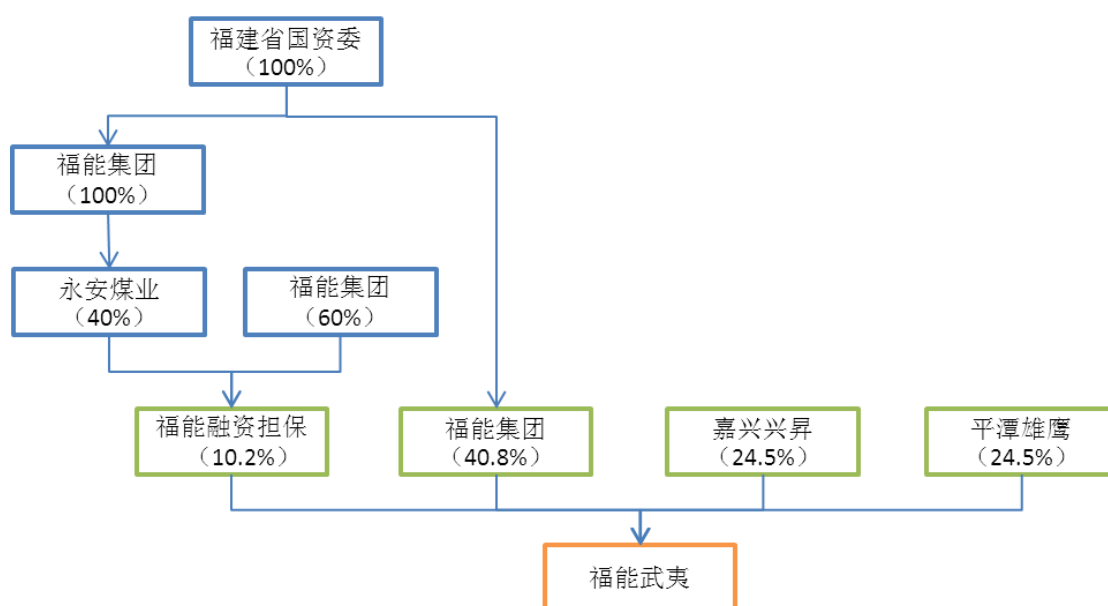 福建省国资委
（100%）
福能集团
（100%）
永安煤业
（40%）
福能集团
（60%）
福能融资担保
（10.2%）
福能集团
（40.8%）
嘉兴兴昇
（24.5%）
平潭雄鹰
（24.5%）
福能武夷